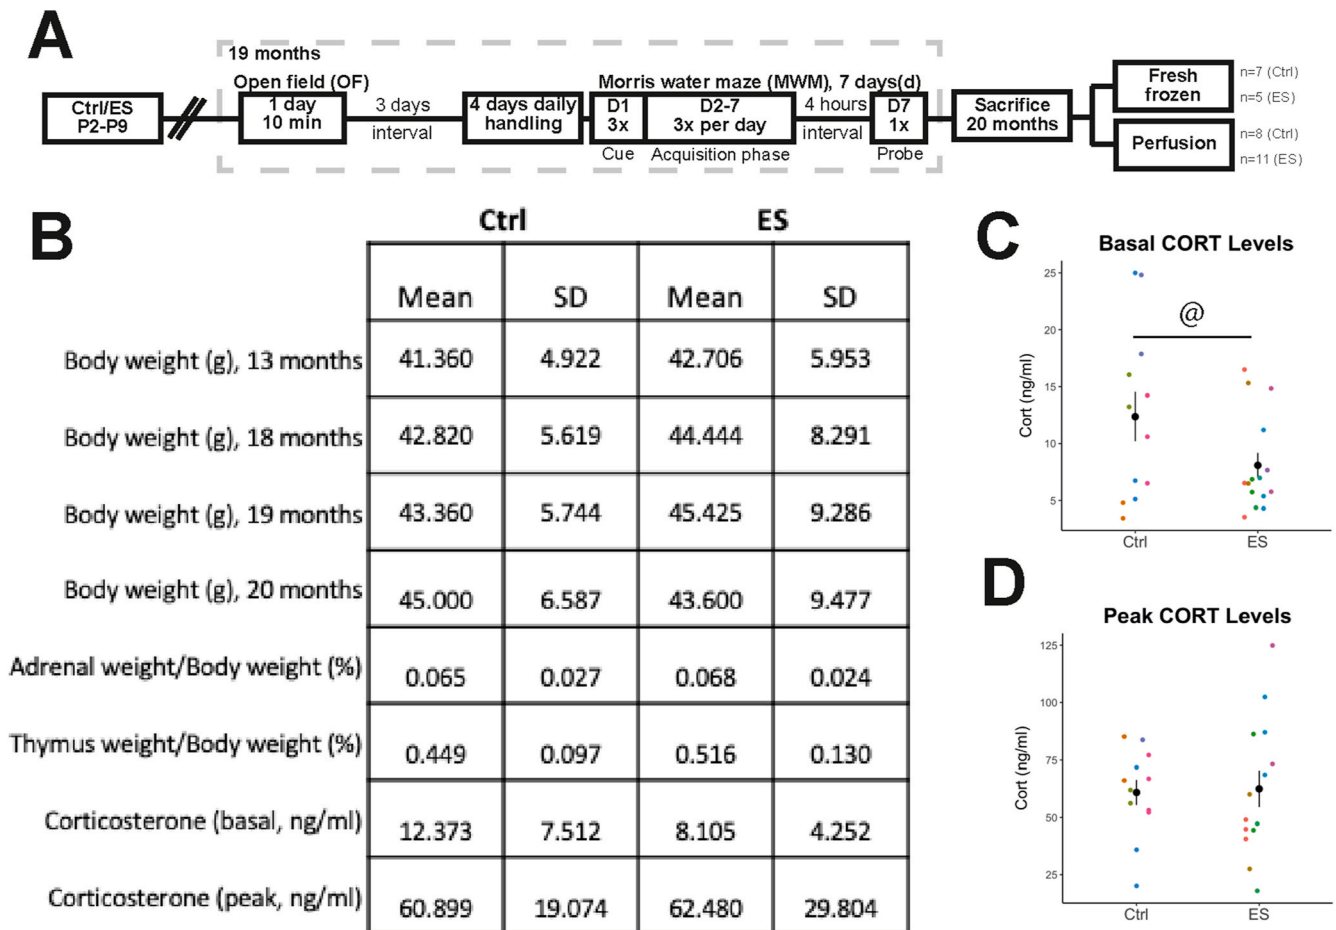 A
19 months
Open field (OF)
Morris water maze (MWM), 7 days(d)
Ctrl/ES
P2-P9
1 day
10 min
3 days
interval
4 days daily
handling
D1
3x
Cue
D2-7
3x per day
Acquisition phase
4 hours
interval
D7
1x
Probe
Sacrifice
20 months
Fresh
frozen
n=7 (Ctrl)
n=5 (ES)
Perfusion
n=8 (Ctrl)
n=11 (ES)
B
Ctrl ES
Mean SD Mean SD
Body weight (g), 13 months 41.360 4.922 42.706 5.953
Body weight (g), 18 months 42.820 5.619 44.444 8.291
Body weight (g), 19 months 43.360 5.744 45.425 9.286
Body weight (g), 20 months 45.000 6.587 43.600 9.477
Adrenal weight/Body weight (%) 0.065 0.027 0.068 0.024
Thymus weight/Body weight (%) 0.449 0.097 0.516 0.130
Corticosterone (basal, ng/ml) 12.373 7.512 8.105 4.252
Corticosterone (peak, ng/ml) 60.899 19.074 62.480 29.804
C
Basal CORT Levels
Cort (ng/ml)
25
20
15
10
5
@
Ctrl ES
D
Peak CORT Levels
Cort (ng/ml)
125
100
75
50
25
Ctrl ES